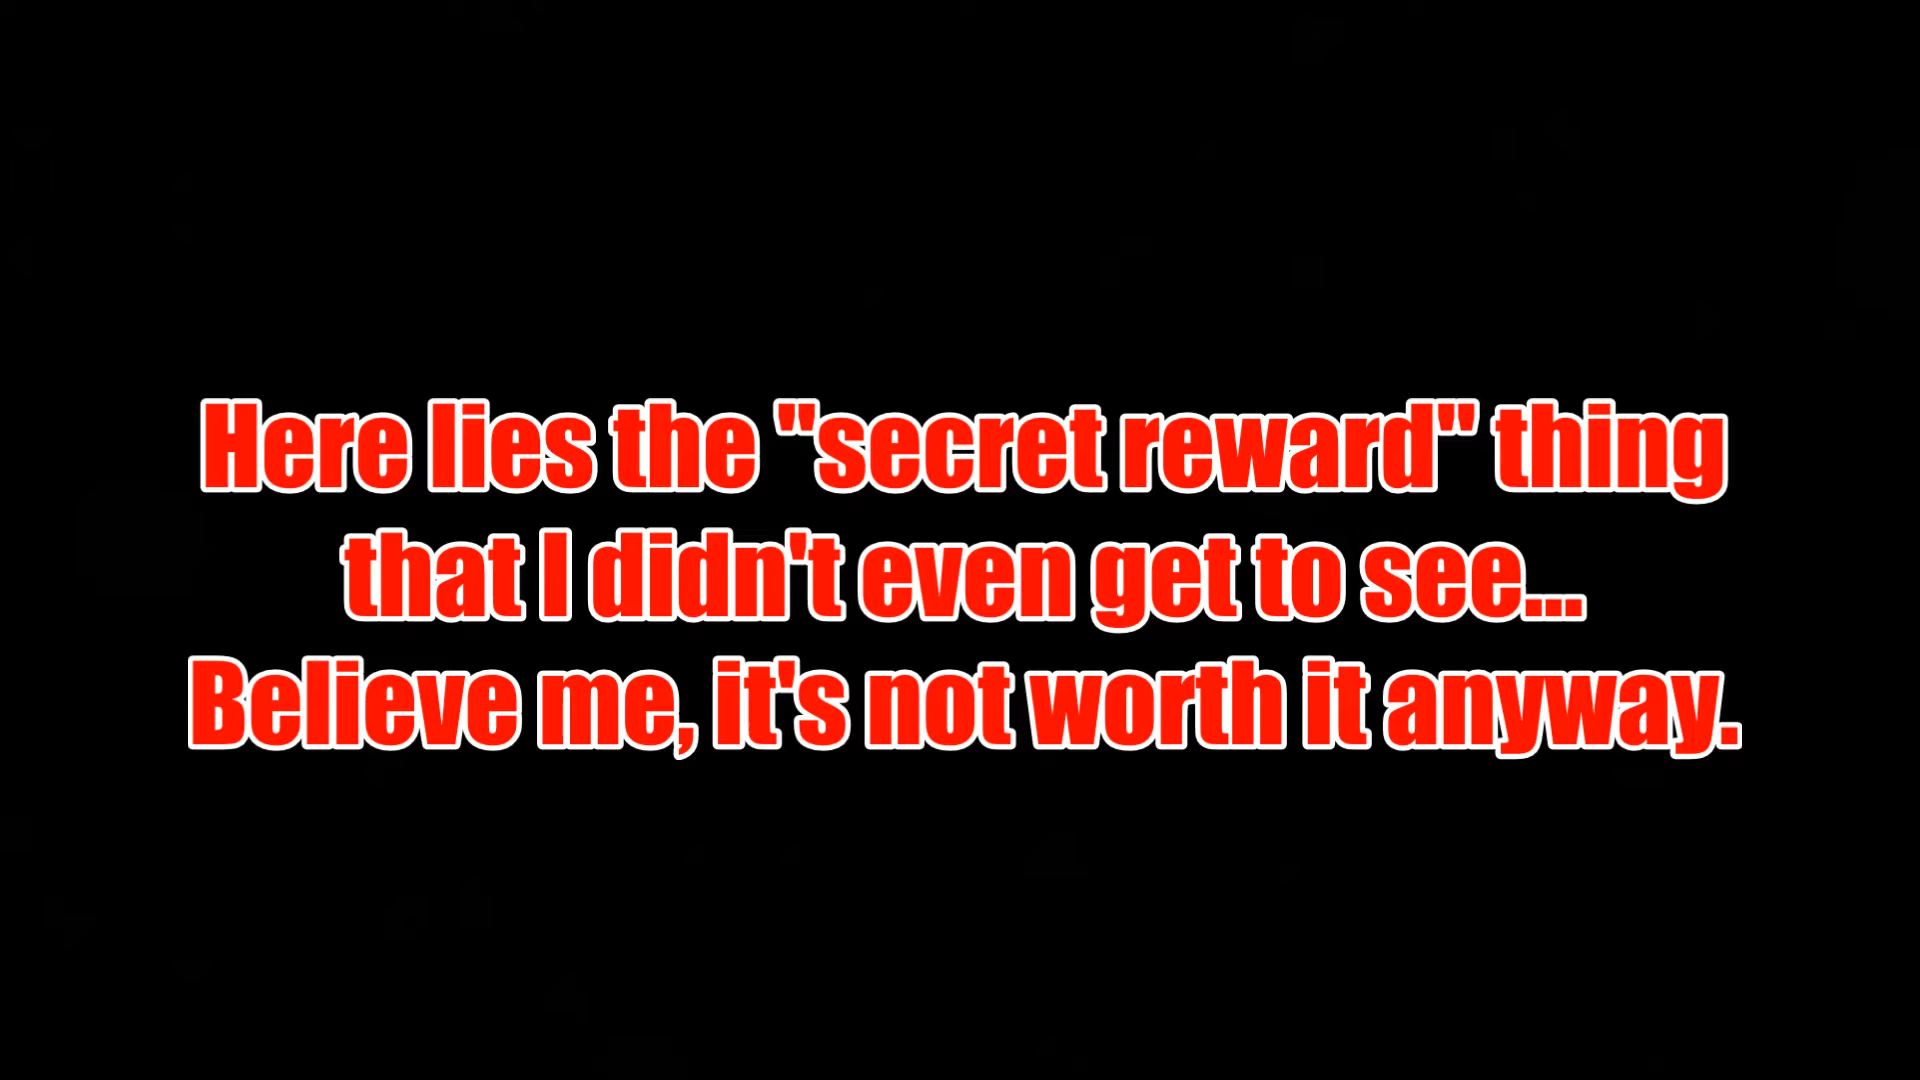 Here lies the "secret reward" thing
that I didn't even get to see...
Believe me, it's not worth it anyway.